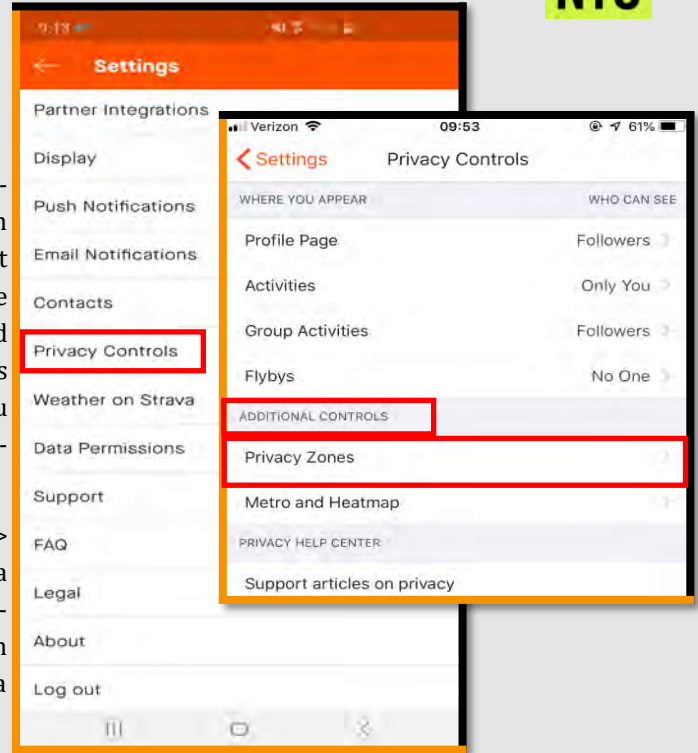 NYC
9:13
Settings
Partner Integrations
Display
Push Notifications
Email Notifications
Contacts
Privacy Controls
Weather on Strava
Data Permissions
Support
FAQ
Legal
About
Log out
Verizon 09:53 61%
Settings Privacy Controls
WHERE YOU APPEAR WHO CAN SEE
Profile Page Followers
Activities Only You
Group Activities Followers
Flybys No One
ADDITIONAL CONTROLS
Privacy Zones
Metro and Heatmap
PRIVACY HELP CENTER
Support articles on privacy